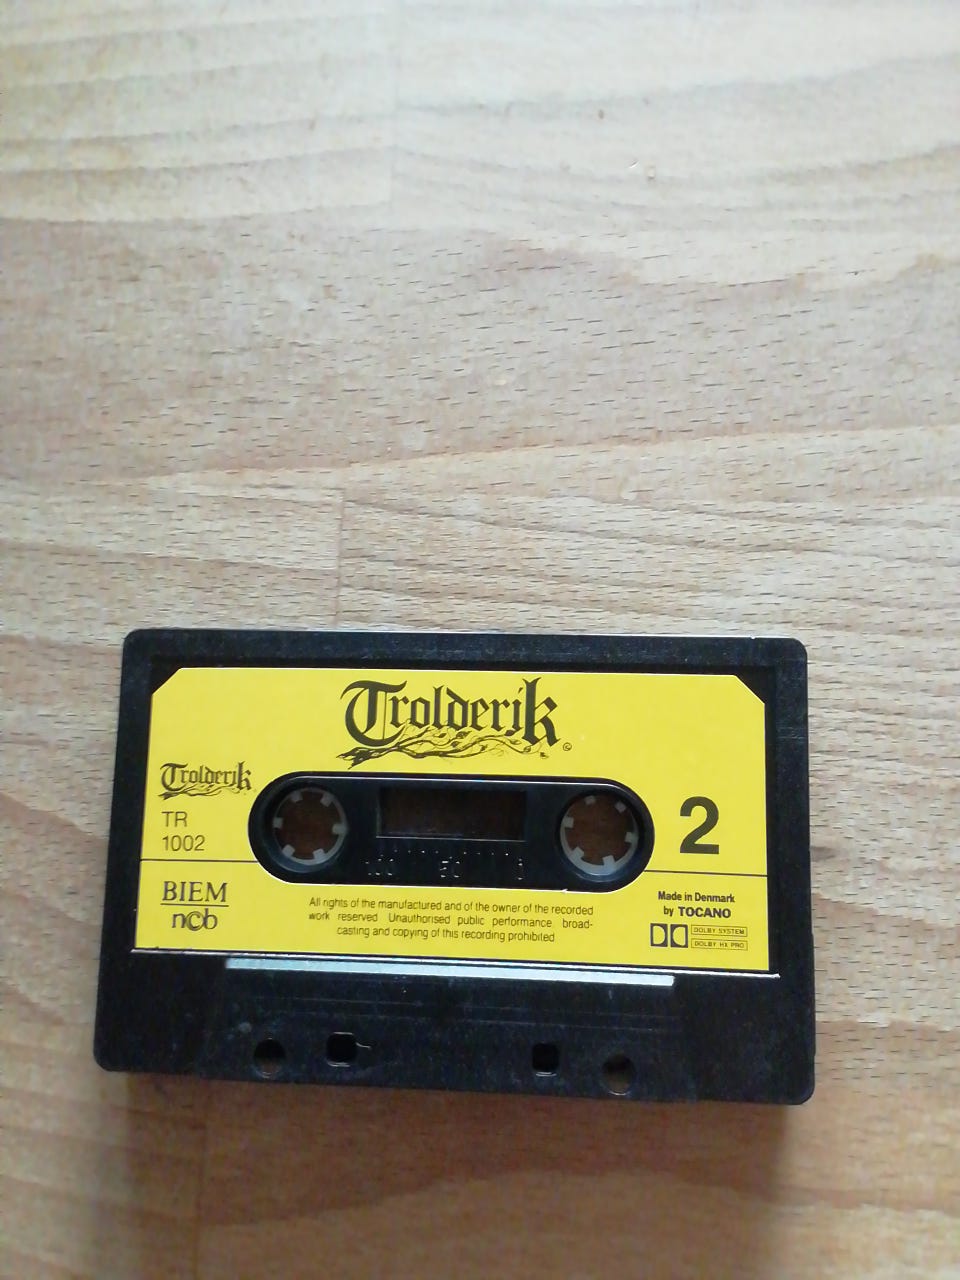 Trolderik
©
Trolderik
TR
1002
2
BIEM
ncb
All rights of the manufactured and of the owner of the recorded
work reserved Unauthorised public performance, broad-
casting and copying of this recording prohibited
Made in Denmark
by TOCANO
DOLBY SYSTEM
DOLBY HX PRO
100 50 0